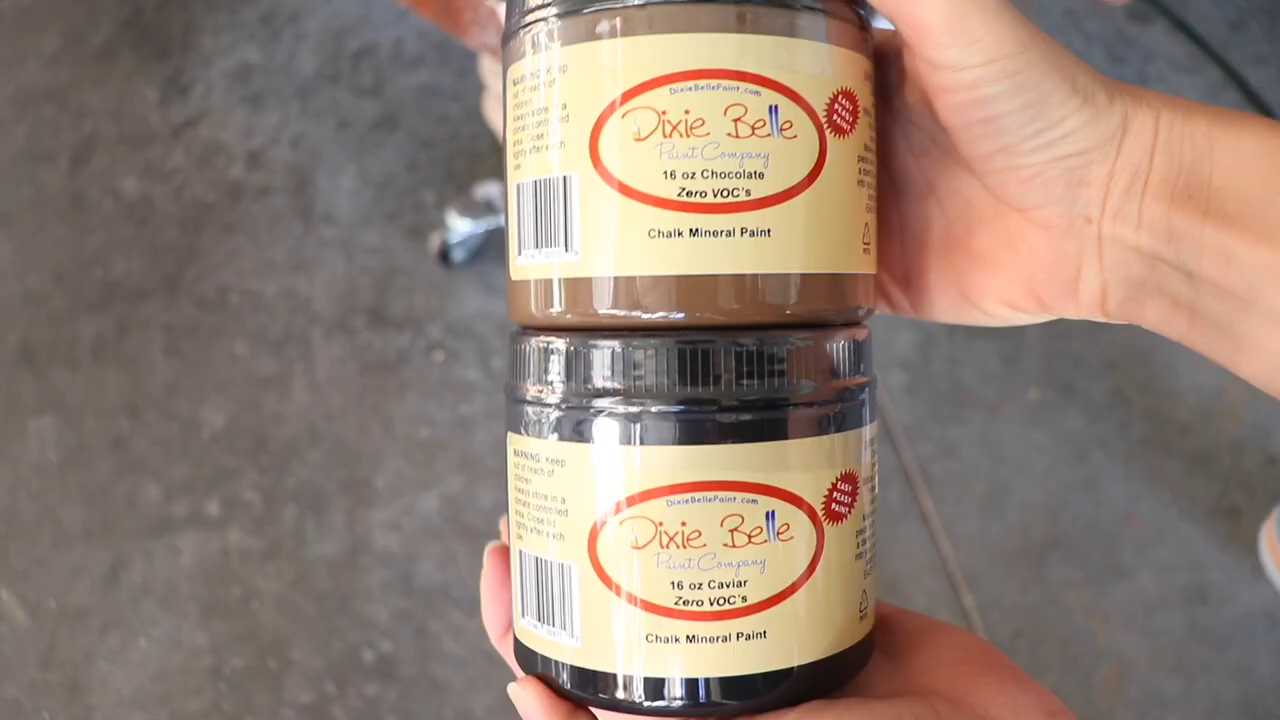 WARNING: Keep
out of reach of
children.
Always store in a
climate controlled
area. Close lid
tightly after each
use.
DixieBellePaint.com
Dixie Belle
Paint Company
16 oz Chocolate
Zero VOC's
Chalk Mineral Paint
EASY
PEASY
PAINT
WARNING: Keep
out of reach of
children.
Always store in a
climate controlled
area. Close lid
tightly after each
use.
DixieBellePaint.com
Dixie Belle
Paint Company
16 oz Caviar
Zero VOC's
Chalk Mineral Paint
EASY
PEASY
PAINT